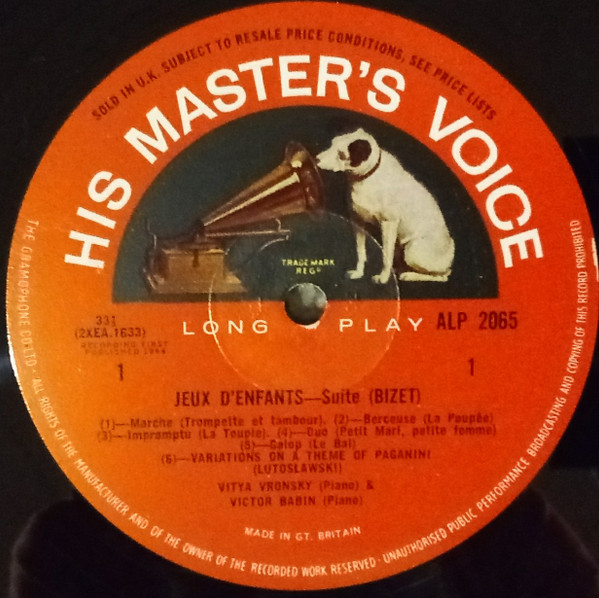 SOLD IN U.K. SUBJECT TO RESALE PRICE CONDITIONS, SEE PRICE LISTS
HIS MASTER'S VOICE
TRADEMARK
REGD
LONG PLAY
ALP 2065
33⅓
(2XEA.1633)
RECORDING FIRST
PUBLISHED 1964
1
1
JEUX D'ENFANTS—Suite (BIZET)
(1)—Marche (Trompette et tambour). (2)—Berceuse (La Poupée)
(3)—Impromptu (La Toupie). (4)—Duo (Petit Mari, petite femme)
(5)—Galop (Le Bal)
(6)—VARIATIONS ON A THEME OF PAGANINI
(LUTOSLAWSKI)
VITYA VRONSKY (Piano) &
VICTOR BABIN (Piano)
MADE IN GT. BRITAIN
THE GRAMOPHONE CO. LTD. · ALL RIGHTS OF THE MANUFACTURER AND OF THE OWNER OF THE RECORDED WORK RESERVED · UNAUTHORISED PUBLIC PERFORMANCE BROADCASTING AND COPYING OF THIS RECORD PROHIBITED